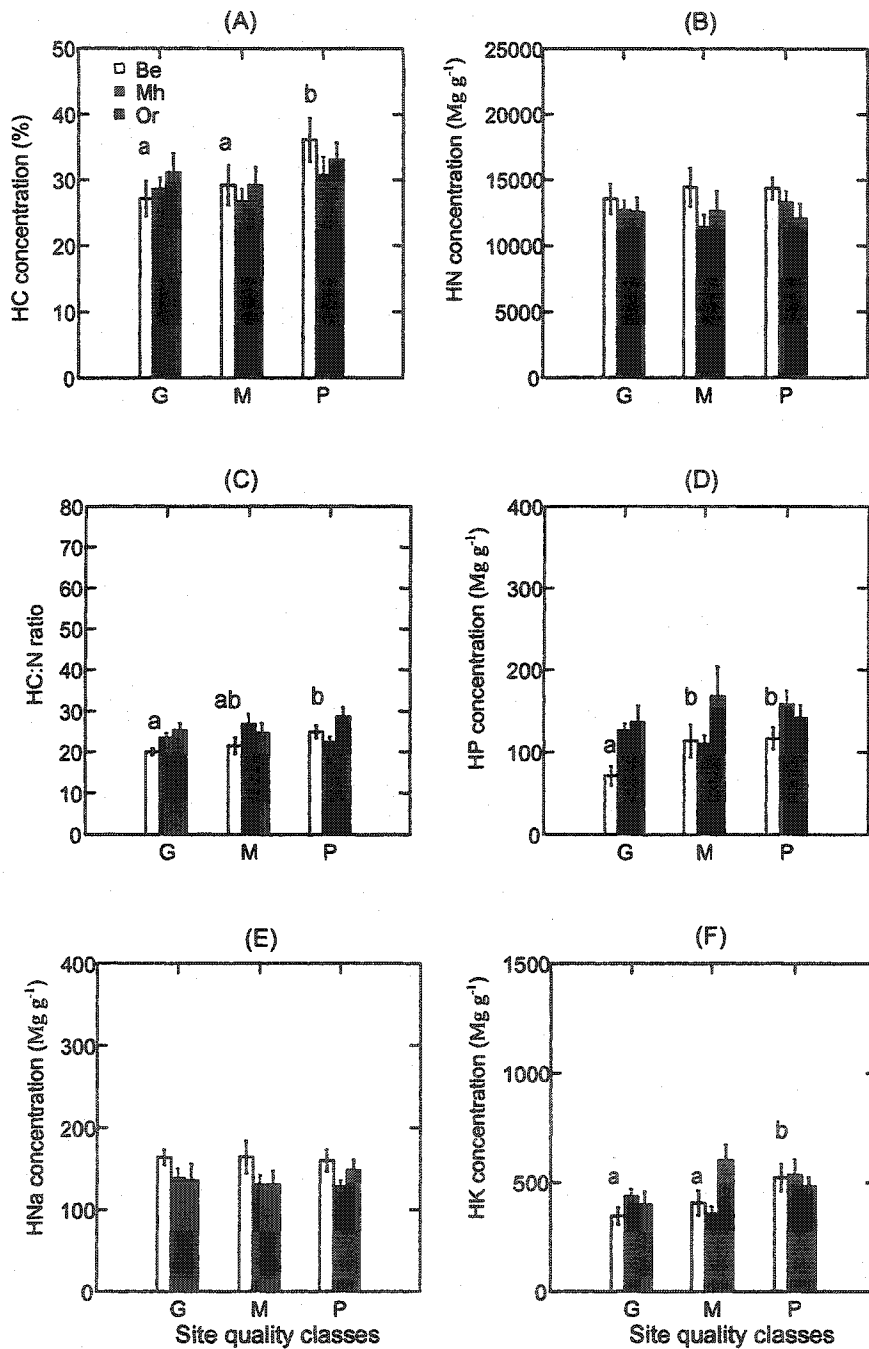 (A)
HC concentration (%)
50
40
30
20
10
0
Be
Mh
Or
a
a
b
G M P
(B)
HN concentration (Mg g-1)
25000
20000
15000
10000
5000
0
G M P
(C)
HC:N ratio
80
70
60
50
40
30
20
10
0
a
ab
b
G M P
(D)
HP concentration (Mg g-1)
400
300
200
100
0
a
b
b
G M P
(E)
HNa concentration (Mg g-1)
400
300
200
100
0
G M P
Site quality classes
(F)
HK concentration (Mg g-1)
1500
1000
500
0
a
a
b
G M P
Site quality classes